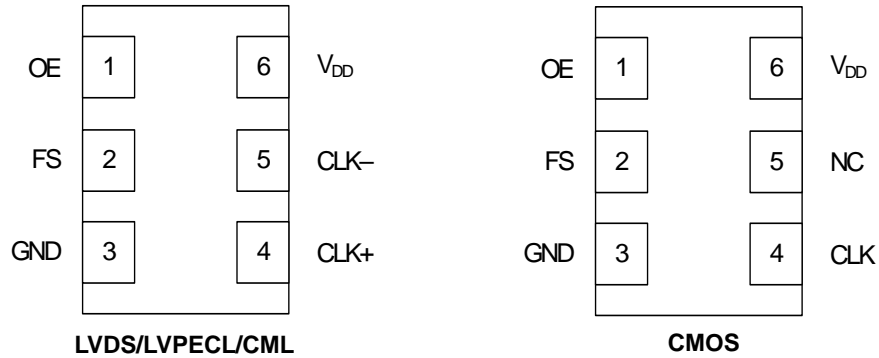 OE 1 6 VDD
FS 2 5 CLK–
GND 3 4 CLK+
LVDS/LVPECL/CML
OE 1 6 VDD
FS 2 5 NC
GND 3 4 CLK
CMOS